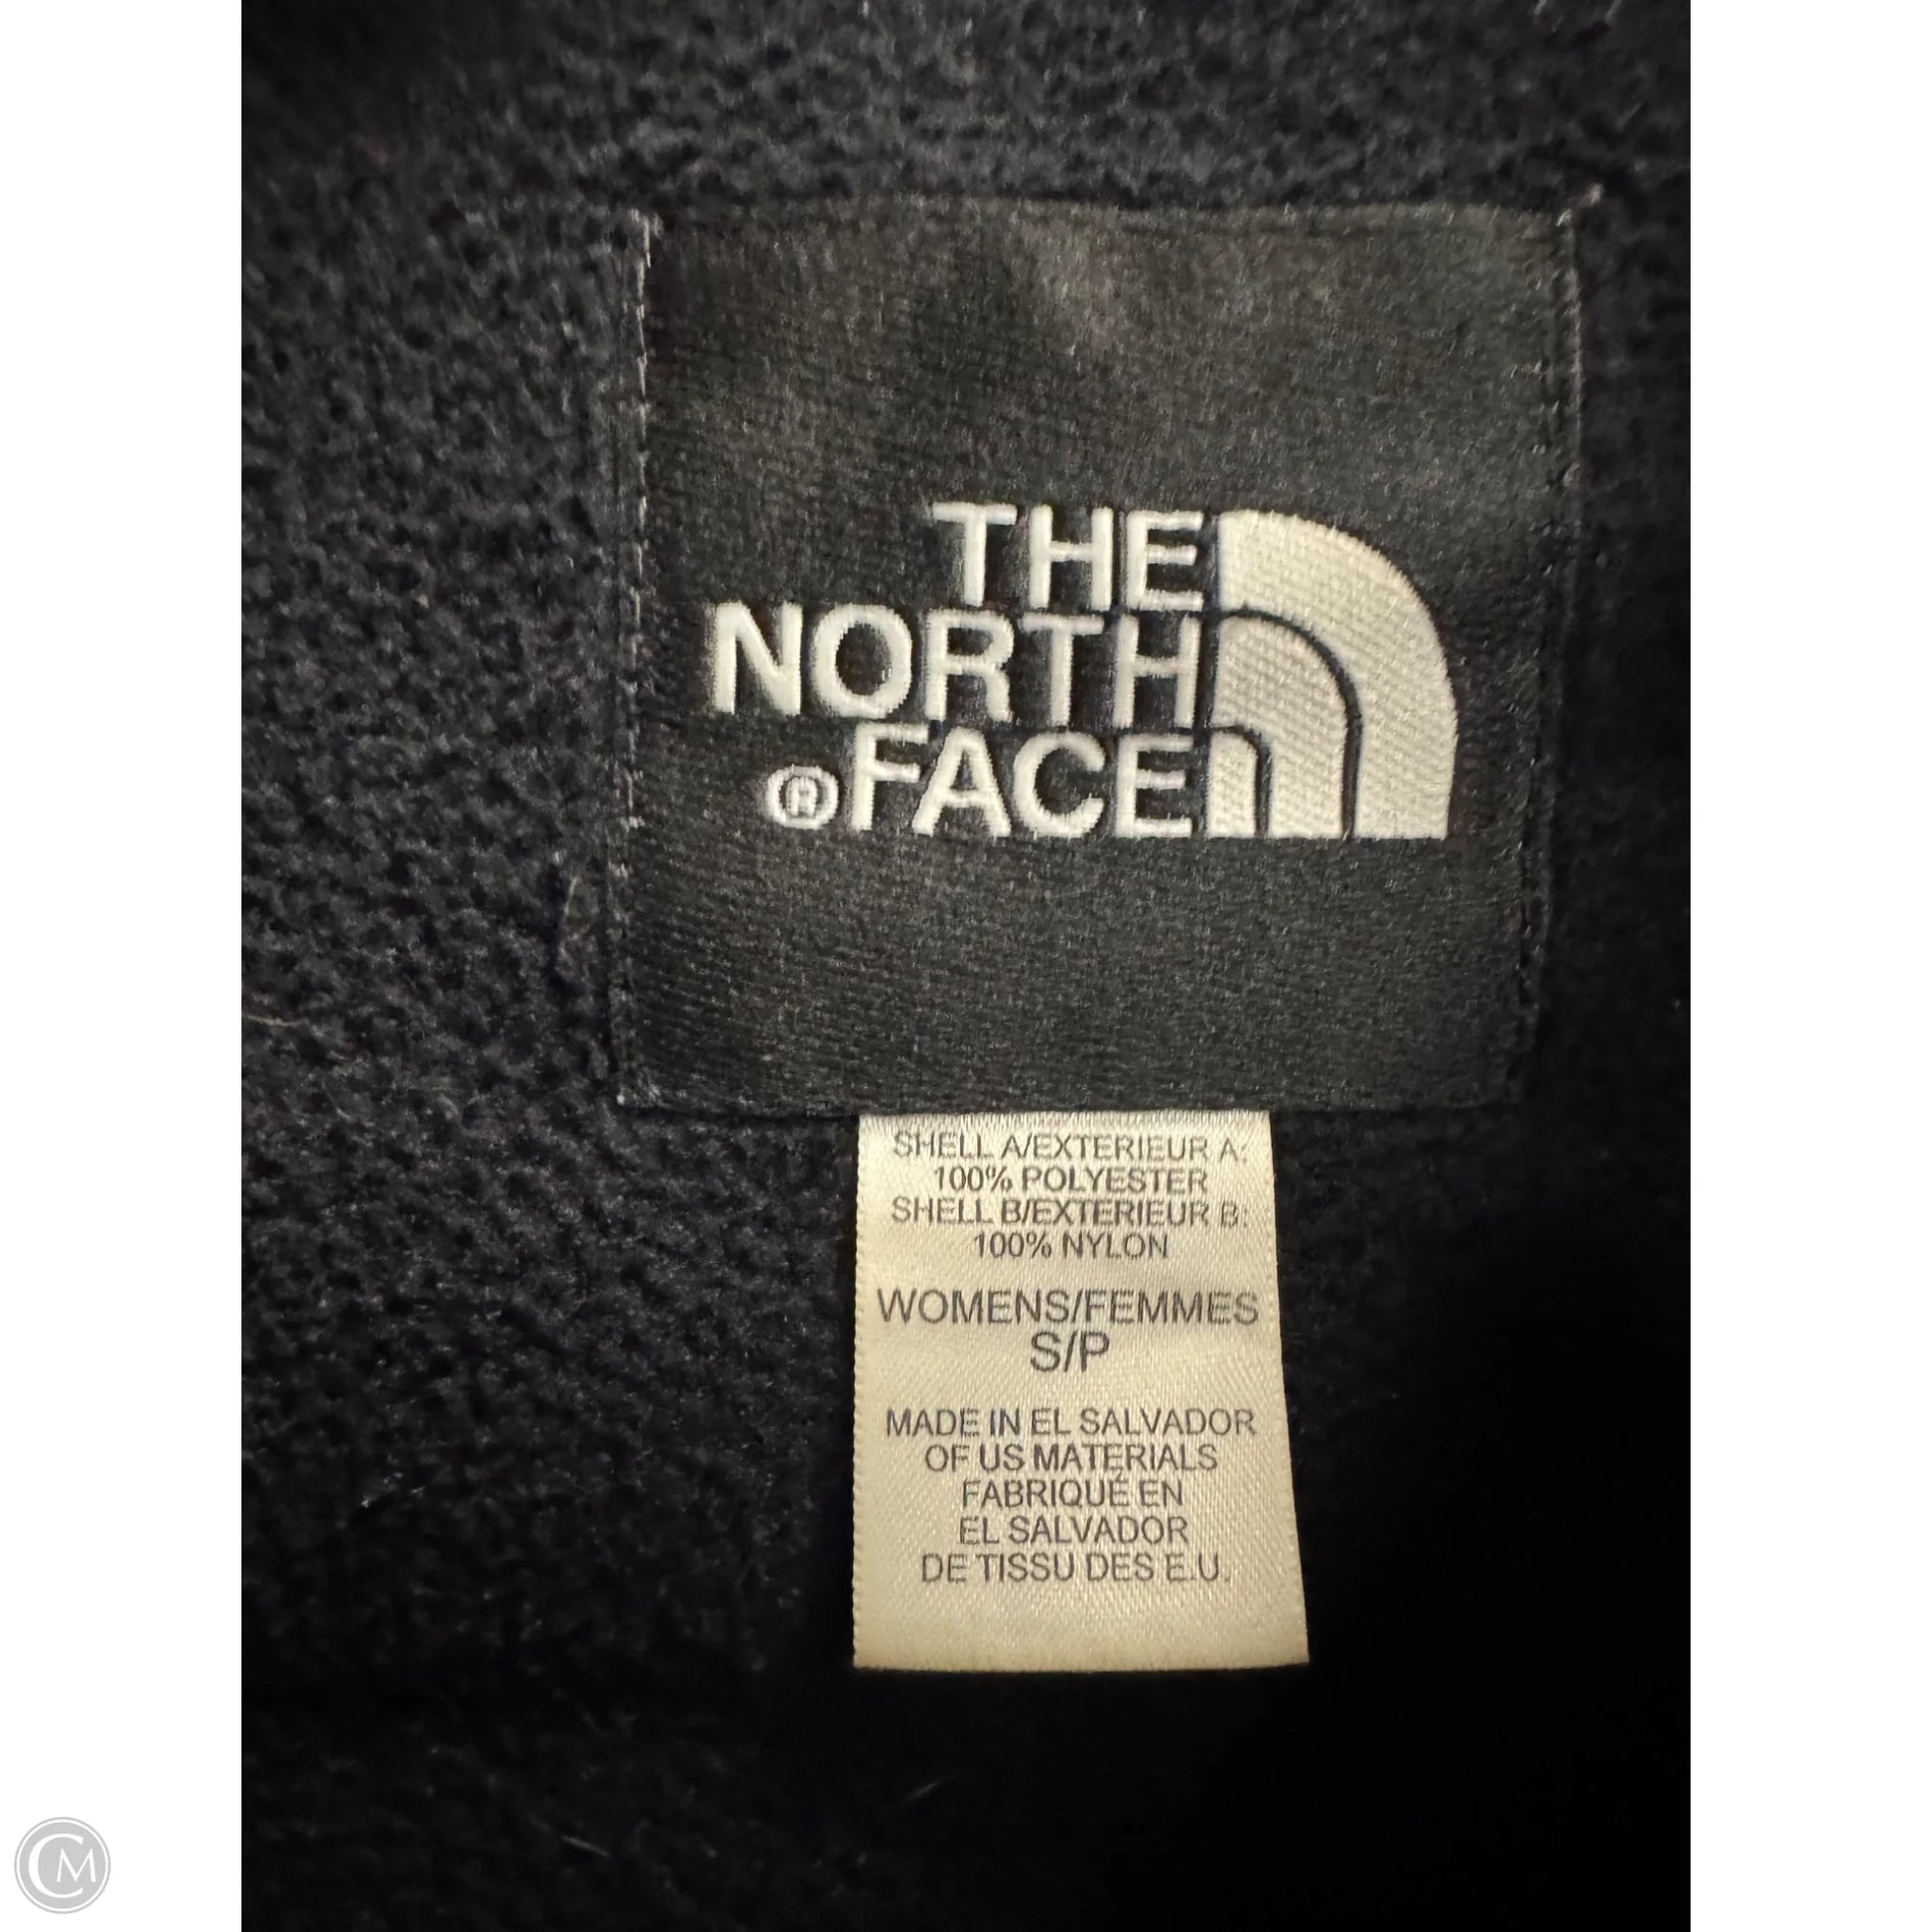 THE
NORTH
®FACE
SHELL A/EXTERIEUR A:
100% POLYESTER
SHELL B/EXTERIEUR B:
100% NYLON
WOMENS/FEMMES
S/P
MADE IN EL SALVADOR
OF US MATERIALS
FABRIQUÉ EN
EL SALVADOR
DE TISSU DES E.U.
CM